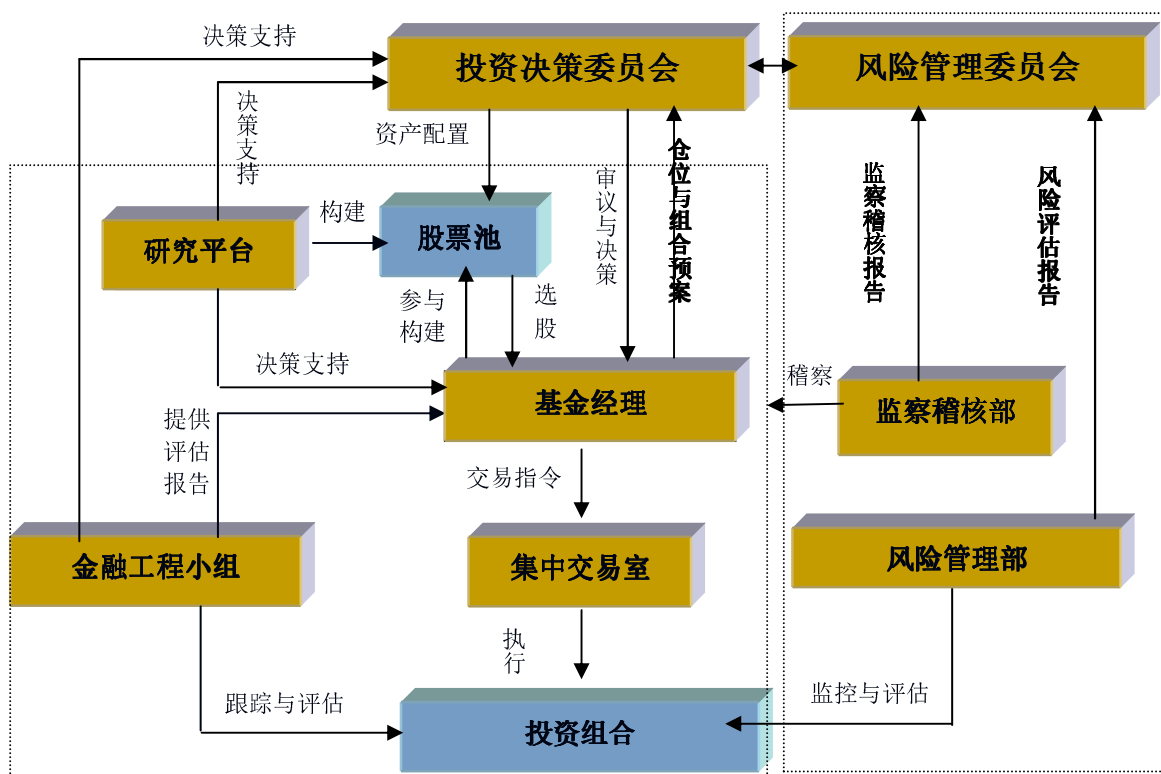 决策支持
投资决策委员会
风险管理委员会
决策支持
资产配置
审议与决策
仓位与组合预案
监察稽核报告
风险评估报告
研究平台
构建
股票池
参与
构建
选股
决策支持
基金经理
稽察
监察稽核部
提供
评估
报告
交易指令
金融工程小组
集中交易室
风险管理部
执行
跟踪与评估
投资组合
监控与评估